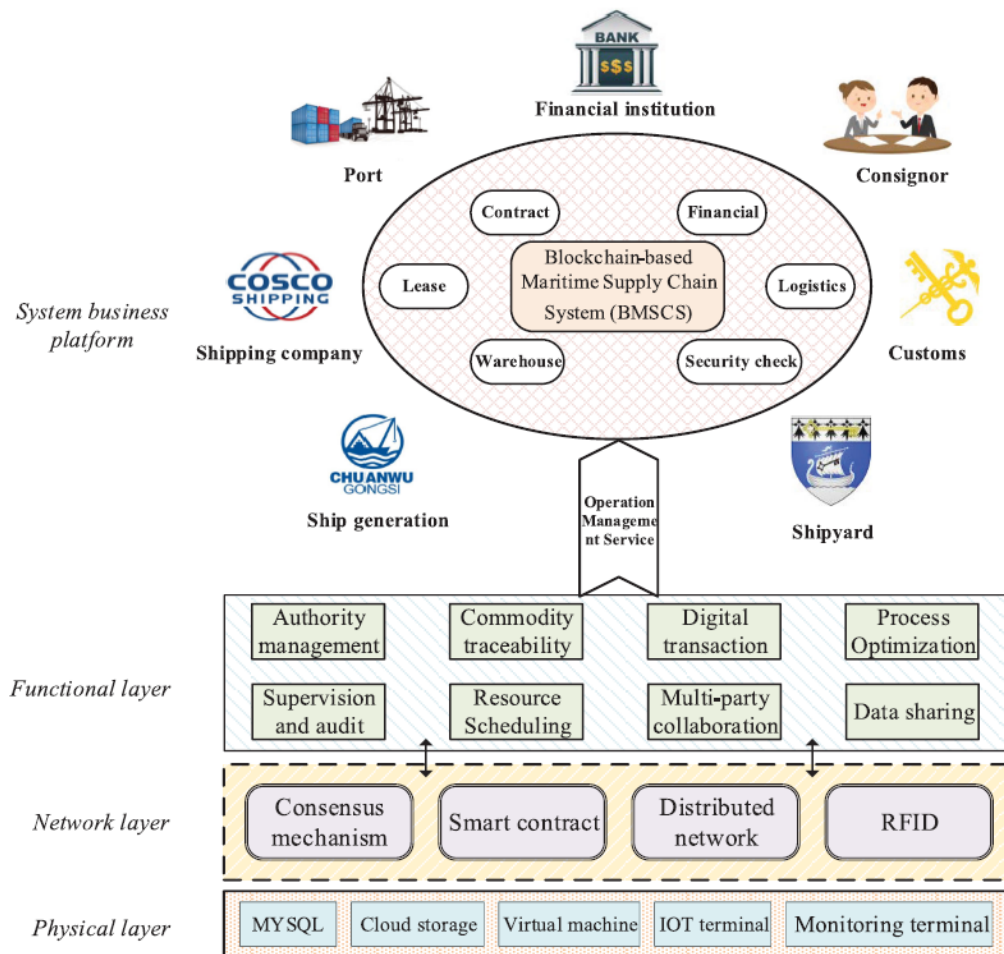 BANK
$$$
Financial institution
Port
Consignor
Contract
Financial
Blockchain-based
Maritime Supply Chain
System (BMSCS)
Lease
Logistics
Warehouse
Security check
COSCO
SHIPPING
Shipping company
Customs
System business
platform
CHUANWU
GONGSI
Ship generation
Shipyard
Operation
Manageme
nt Service
Functional layer
Authority
management
Commodity
traceability
Digital
transaction
Process
Optimization
Supervision
and audit
Resource
Scheduling
Multi-party
collaboration
Data sharing
Network layer
Consensus
mechanism
Smart contract
Distributed
network
RFID
Physical layer
MYSQL
Cloud storage
Virtual machine
IOT terminal
Monitoring terminal